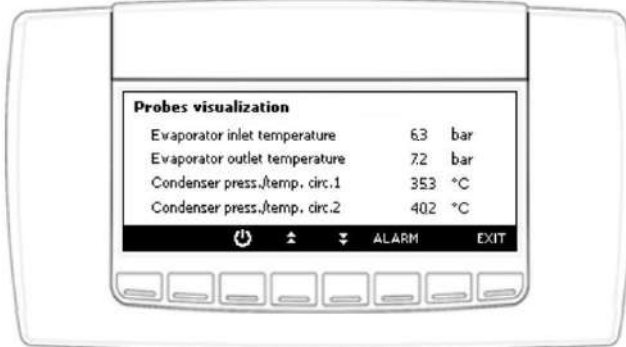 Probes visualization
Evaporator inlet temperature 6.3 bar
Evaporator outlet temperature 7.2 bar
Condenser press./temp. circ.1 35.3 °C
Condenser press./temp. circ.2 40.2 °C
ALARM EXIT